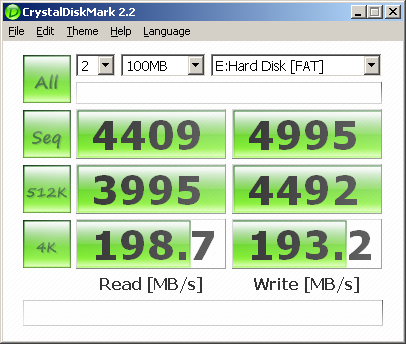 CrystalDiskMark 2.2
File Edit Theme Help Language
All 2 100MB E:Hard Disk [FAT]
Seq 4409 4995
512K 3995 4492
4K 198.7 193.2
Read [MB/s] Write [MB/s]